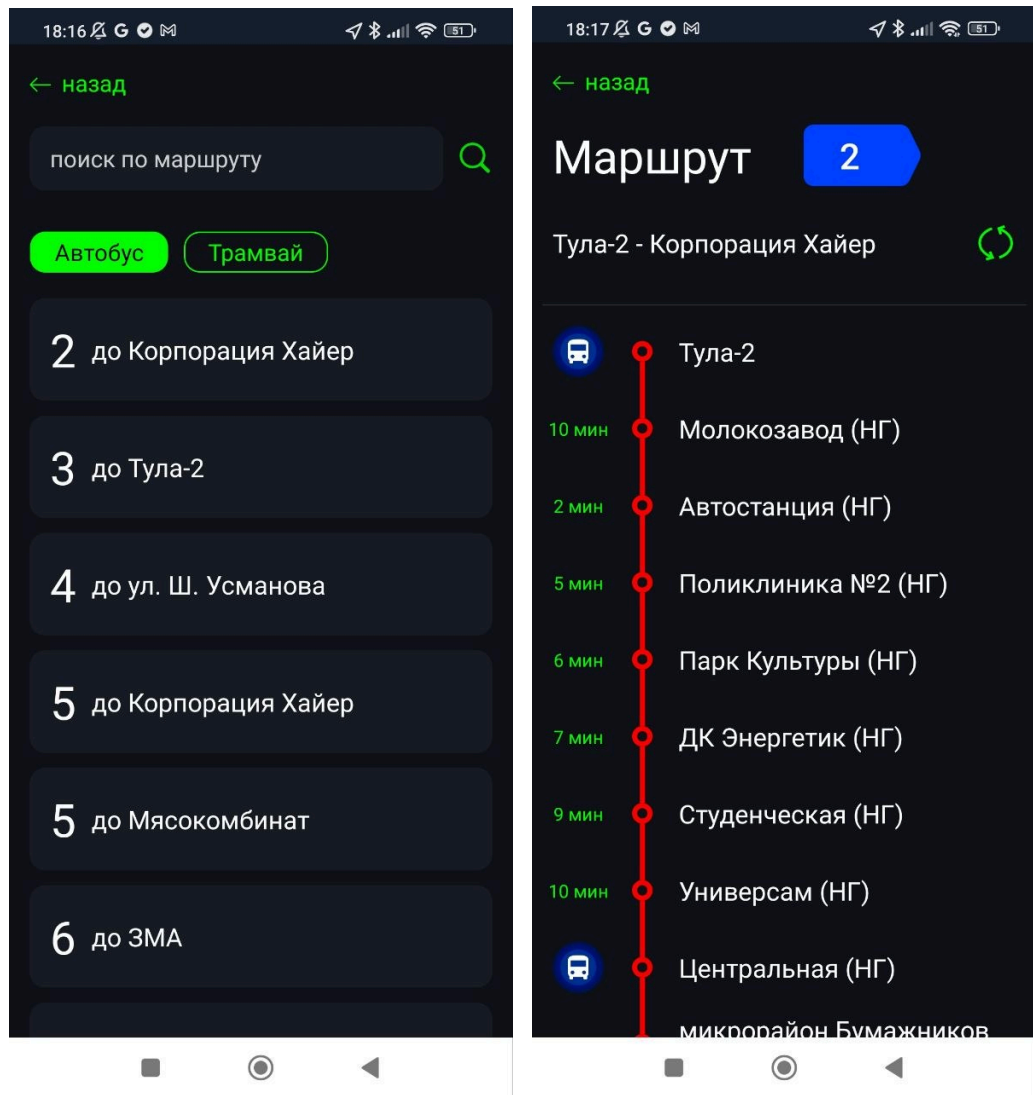 18:16 G 51
← назад
поиск по маршруту
Автобус Трамвай
2 до Корпорация Хайер
3 до Тула-2
4 до ул. Ш. Усманова
5 до Корпорация Хайер
5 до Мясокомбинат
6 до ЗМА
18:17 G 51
← назад
Маршрут 2
Тула-2 - Корпорация Хайер
Тула-2
10 мин Молокозавод (НГ)
2 мин Автостанция (НГ)
5 мин Поликлиника №2 (НГ)
6 мин Парк Культуры (НГ)
7 мин ДК Энергетик (НГ)
9 мин Студенческая (НГ)
10 мин Универсам (НГ)
Центральная (НГ)
микрорайон Бумажников